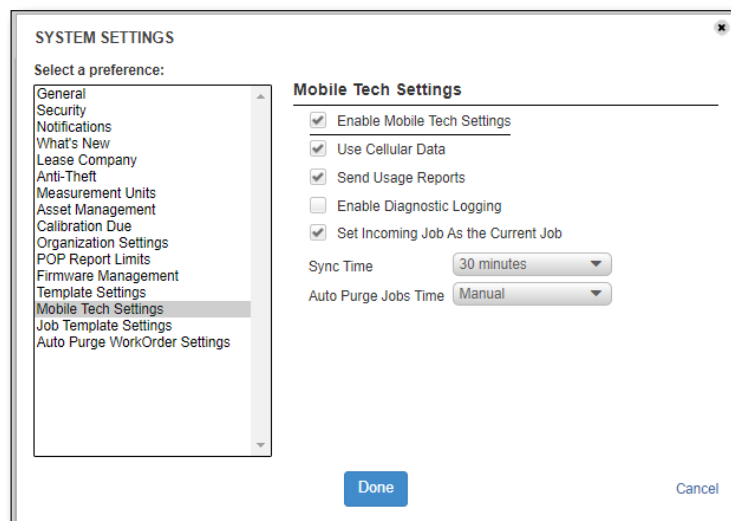 SYSTEM SETTINGS
Select a preference:
General
Security
Notifications
What's New
Lease Company
Anti-Theft
Measurement Units
Asset Management
Calibration Due
Organization Settings
POP Report Limits
Firmware Management
Template Settings
Mobile Tech Settings
Job Template Settings
Auto Purge WorkOrder Settings
Mobile Tech Settings
Enable Mobile Tech Settings
Use Cellular Data
Send Usage Reports
Enable Diagnostic Logging
Set Incoming Job As the Current Job
Sync Time 30 minutes
Auto Purge Jobs Time Manual
Done Cancel